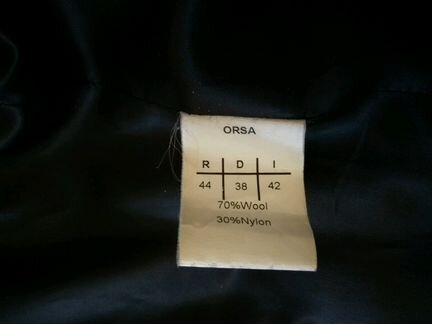 ORSA
R D I
44 38 42
70%Wool
30%Nylon